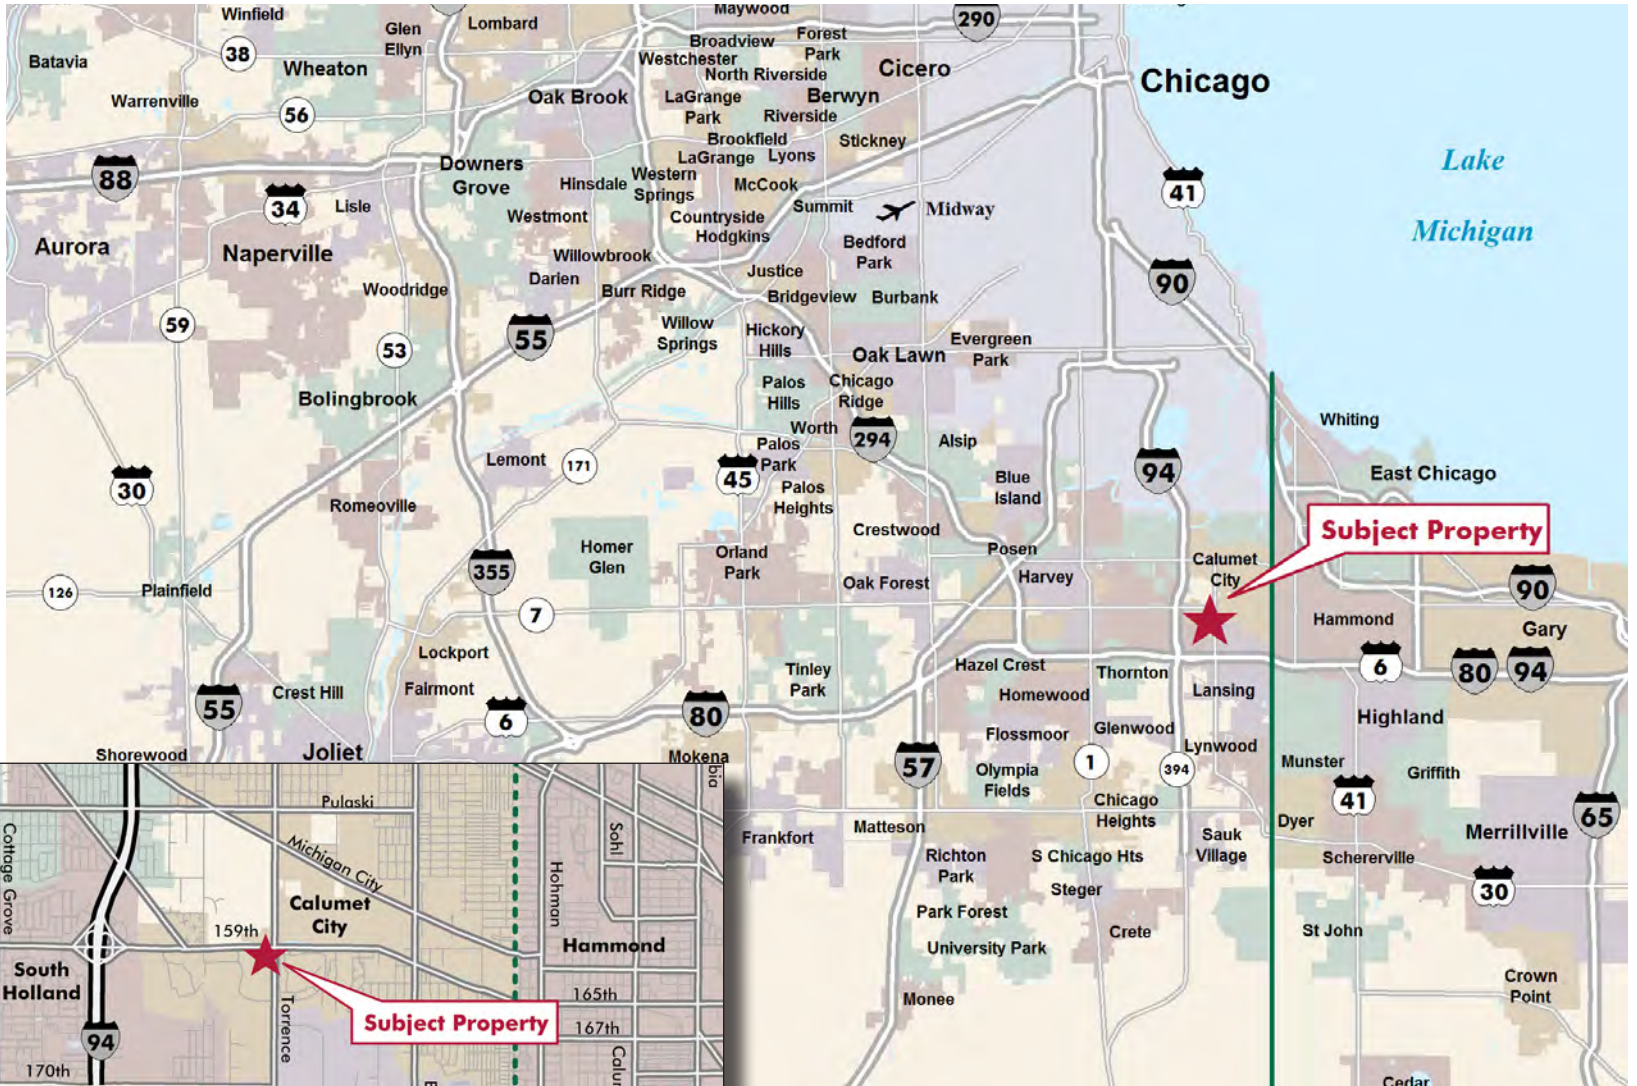 Winfield
Glen
Ellyn
Lombard
Maywood
290
Batavia
38
Wheaton
Broadview
Forest
Park
Westchester
North Riverside
Cicero
Chicago
Warrenville
56
Oak Brook
LaGrange
Park
Berwyn
Riverside
Brookfield
Stickney
LaGrange
Lyons
88
Downers
Grove
Western
Springs
McCook
Lake
Michigan
34
Lisle
Hinsdale
Westmont
Countryside
Hodgkins
Summit
Midway
41
Aurora
Naperville
Willowbrook
Bedford
Park
Darien
Justice
90
Woodridge
Burr Ridge
Bridgeview
Burbank
59
53
55
Willow
Springs
Hickory
Hills
Evergreen
Park
Oak Lawn
Bolingbrook
Palos
Hills
Chicago
Ridge
Worth
Whiting
294
Alsip
Palos
Park
Lemont
171
45
94
East Chicago
30
Romeoville
Palos
Heights
Blue
Island
Subject Property
Crestwood
Homer
Glen
Orland
Park
Posen
Calumet
City
355
Harvey
126
Plainfield
Oak Forest
90
7
Hammond
Gary
Lockport
Tinley
Park
Hazel Crest
Thornton
6
80
94
Crest Hill
Fairmont
Homewood
Lansing
55
6
80
Highland
Flossmoor
Glenwood
Lynwood
Shorewood
Joliet
Mokena
57
Olympia
Fields
1
394
Munster
Griffith
41
65
Chicago
Heights
Dyer
Merrillville
Frankfort
Matteson
Sauk
Village
Richton
Park
S Chicago Hts
Schererville
Steger
30
Park Forest
University Park
Crete
St John
Crown
Point
Monee
Cedar
Pulaski
bia
Cottage Grove
Michigan City
Sohl
Hohman
Calumet
City
159th
Hammond
South
Holland
165th
Subject Property
Torrence
167th
94
170th
Calu